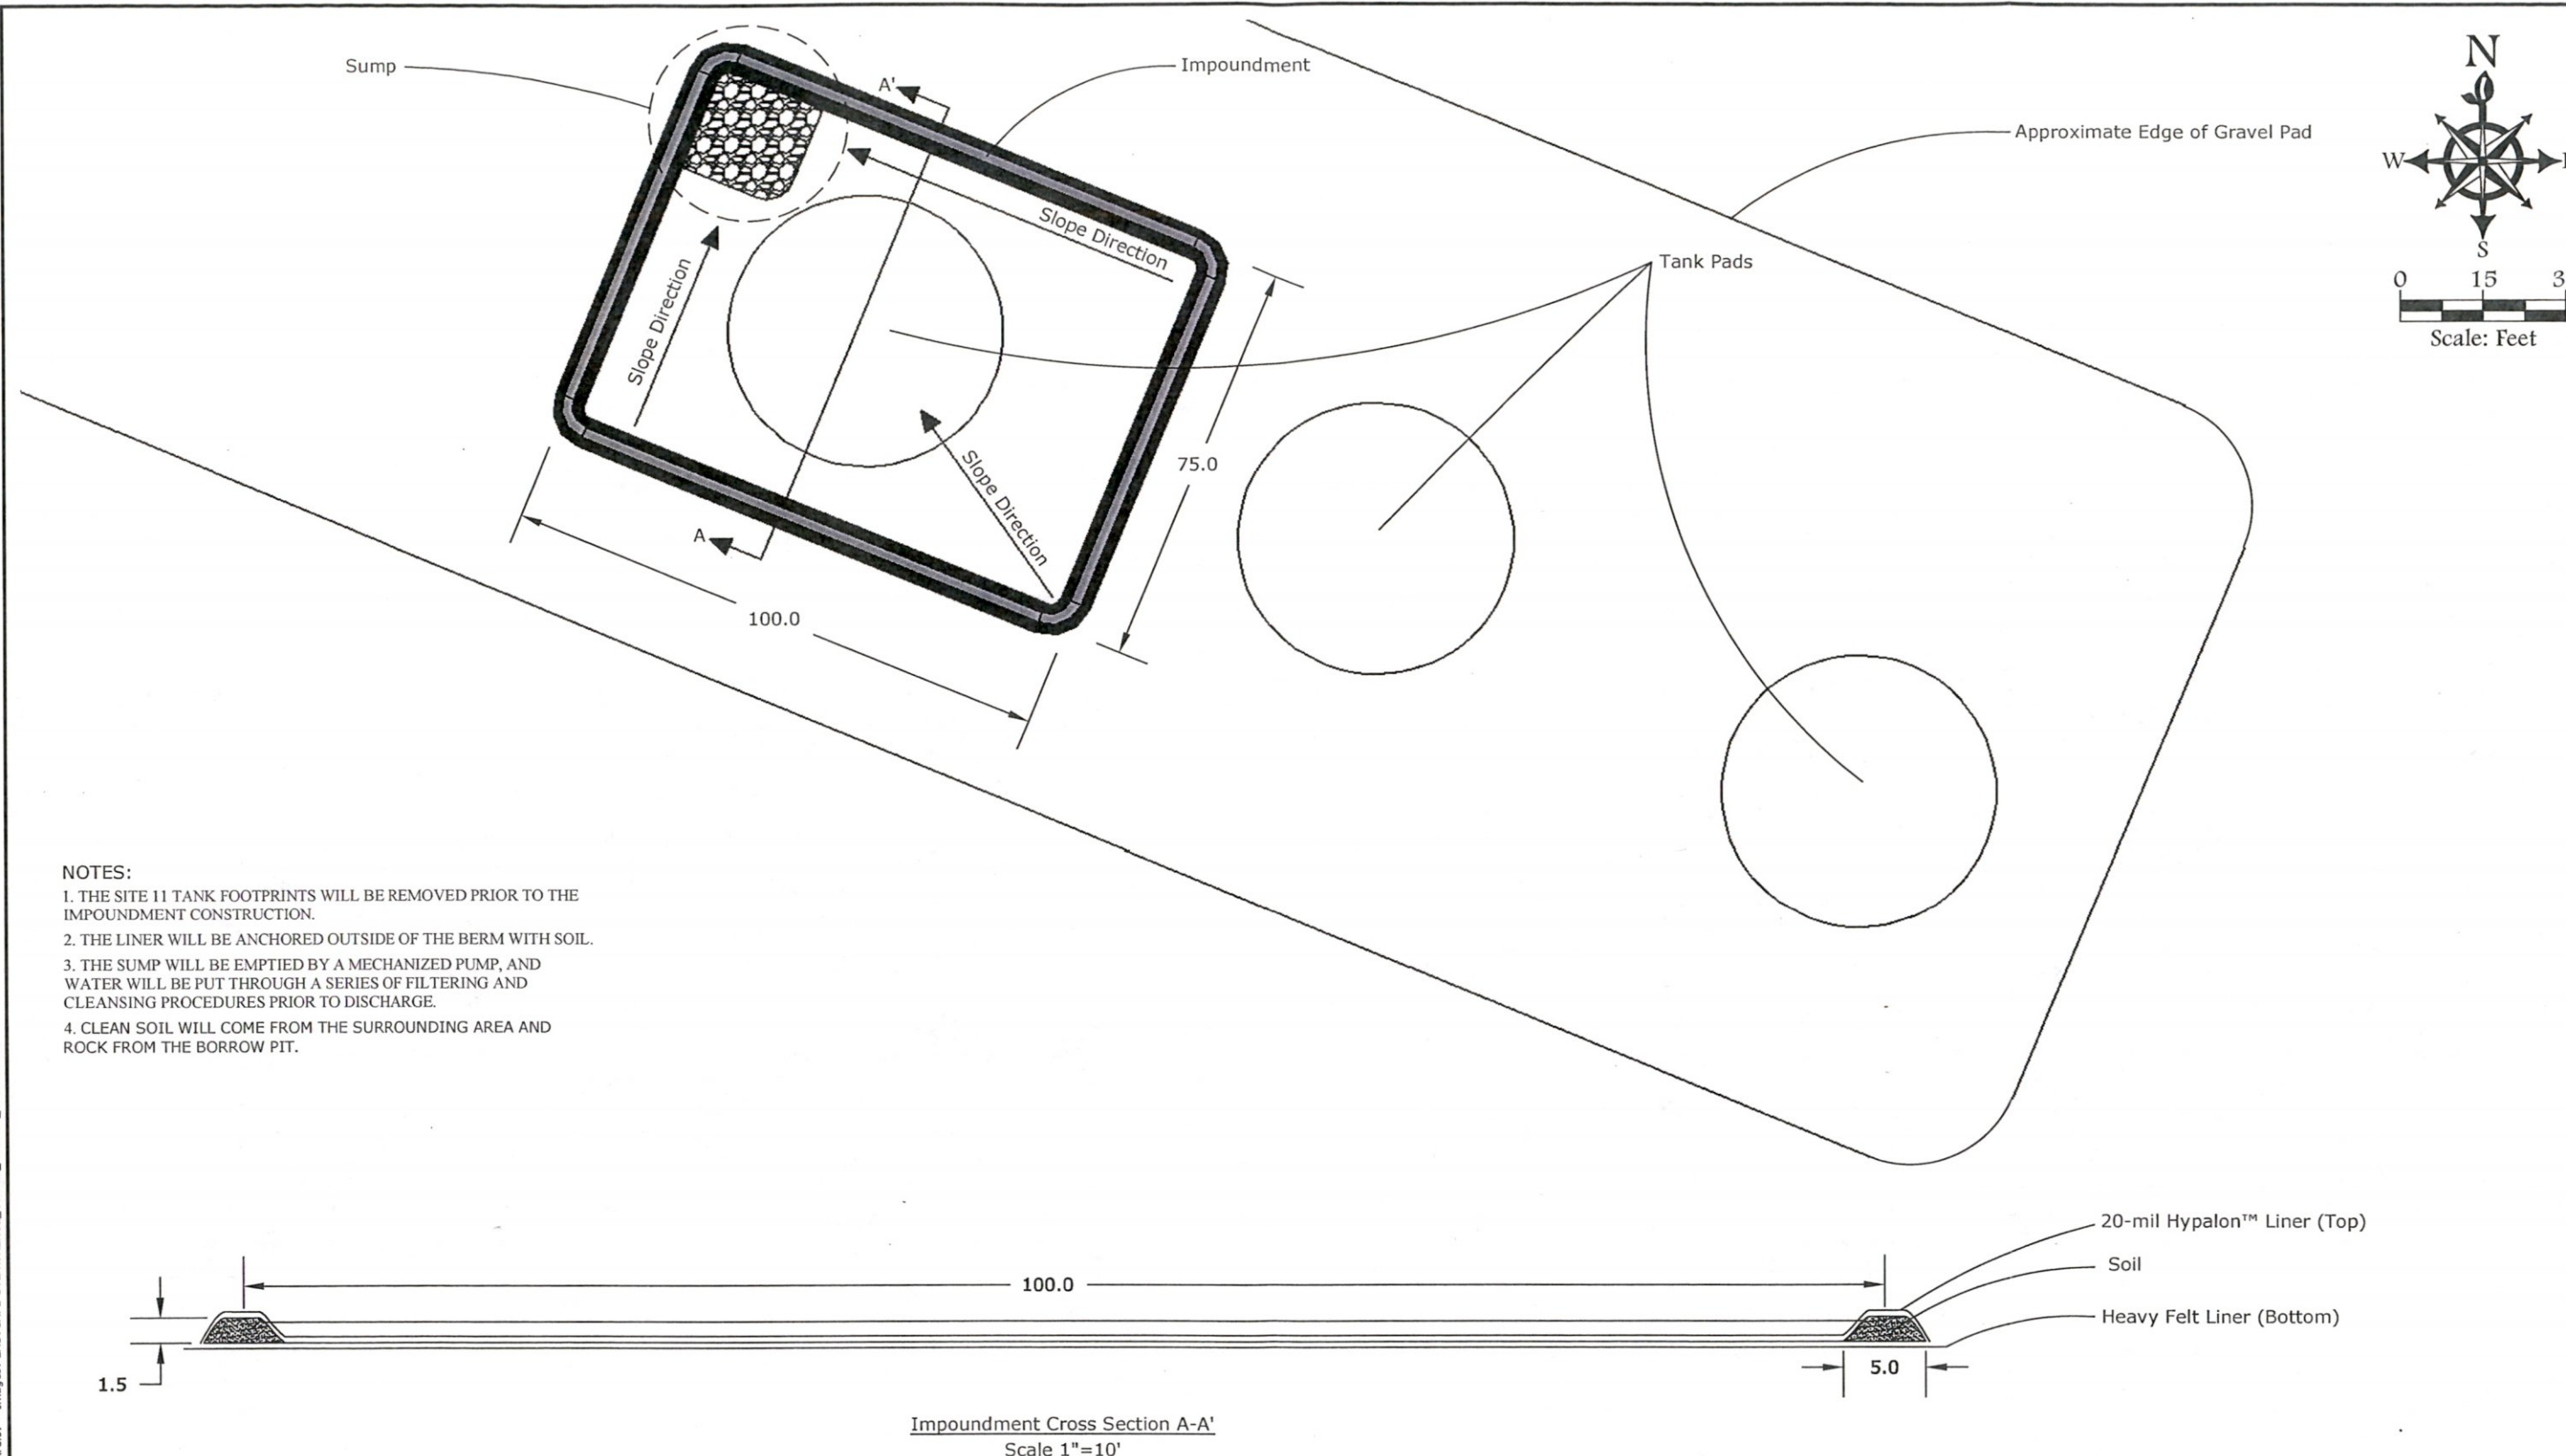 Sump
A'
Impoundment
N
Approximate Edge of Gravel Pad
W
S
0 15
Scale: Feet
Slope Direction
Tank Pads
Slope Direction
Slope Direction
75.0
A
100.0
NOTES:
1. THE SITE 11 TANK FOOTPRINTS WILL BE REMOVED PRIOR TO THE
IMPOUNDMENT CONSTRUCTION.
2. THE LINER WILL BE ANCHORED OUTSIDE OF THE BERM WITH SOIL.
3. THE SUMP WILL BE EMPTIED BY A MECHANIZED PUMP, AND
WATER WILL BE PUT THROUGH A SERIES OF FILTERING AND
CLEANSING PROCEDURES PRIOR TO DISCHARGE.
4. CLEAN SOIL WILL COME FROM THE SURROUNDING AREA AND
ROCK FROM THE BORROW PIT.
20-mil Hypalon™ Liner (Top)
Soil
100.0
Heavy Felt Liner (Bottom)
1.5
5.0
Impoundment Cross Section A-A'
Scale 1"=10'